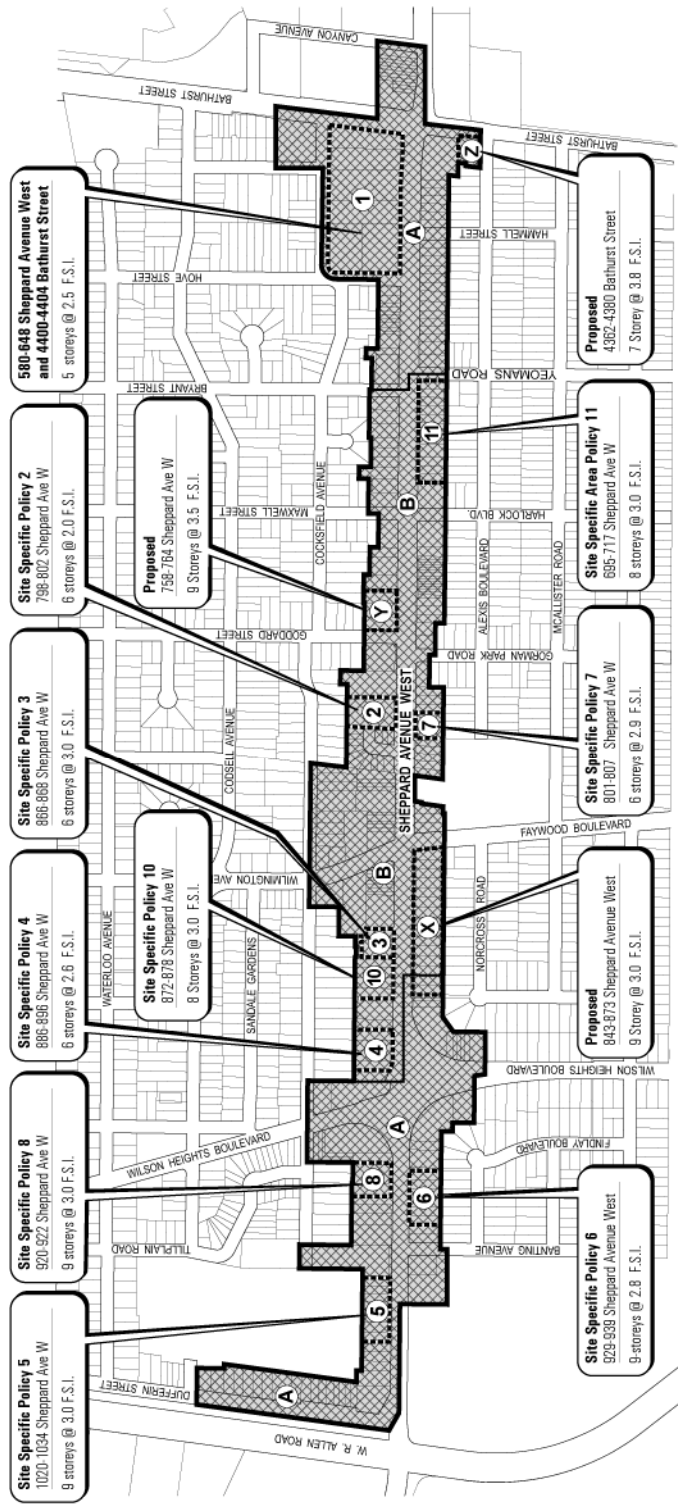 Site Specific Policy 5
1020-1034 Sheppard Ave W
9 storeys @ 3.0 F.S.I.
Site Specific Policy 8
920-922 Sheppard Ave W
9 storeys @ 3.0 F.S.I.
Site Specific Policy 4
886-896 Sheppard Ave W
6 storeys @ 2.6 F.S.I.
Site Specific Policy 10
872-878 Sheppard Ave W
8 Storeys @ 3.0 F.S.I.
Site Specific Policy 3
866-868 Sheppard Ave W
6 storeys @ 3.0 F.S.I.
Site Specific Policy 2
798-802 Sheppard Ave W
6 storeys @ 2.0 F.S.I.
Proposed
758-764 Sheppard Ave W
9 Storeys @ 3.5 F.S.I.
580-648 Sheppard Avenue West
and 4400-4404 Bathurst Street
5 storeys @ 2.5 F.S.I.
CANYON AVENUE
BATHURST STREET
HOVE STREET
BRYANT STREET
MAXWELL STREET
COCKSFIELD AVENUE
GODDARD STREET
CODSELL AVENUE
WILMINGTON AVE
WATERLOO AVENUE
SANDALE GARDENS
WILSON HEIGHTS BOULEVARD
TILLPLAIN ROAD
DUFFERIN STREET
W. R. ALLEN ROAD
A
5
8
A
4
10
3
B
2
Y
B
1
A
SHEPPARD AVENUE WEST
6
X
7
11
Z
BANTING AVENUE
FINDLAY BOULEVARD
WILSON HEIGHTS BOULEVARD
NORCROSS ROAD
FAYWOOD BOULEVARD
GORMAN PARK ROAD
ALEXIS BOULEVARD
MCALLISTER ROAD
HARLOCK BLVD.
YEOMANS ROAD
HAMMELL STREET
BATHURST STREET
Site Specific Policy 6
929-939 Sheppard Avenue West
9-storeys @ 2.8 F.S.I.
Proposed
843-873 Sheppard Avenue West
9 Storey @ 3.0 F.S.I.
Site Specific Policy 7
801-807 Sheppard Ave W
6 storeys @ 2.9 F.S.I.
Site Specific Area Policy 11
695-717 Sheppard Ave W
8 storeys @ 3.0 F.S.I.
Proposed
4362-4380 Bathurst Street
7 Storey @ 3.8 F.S.I.